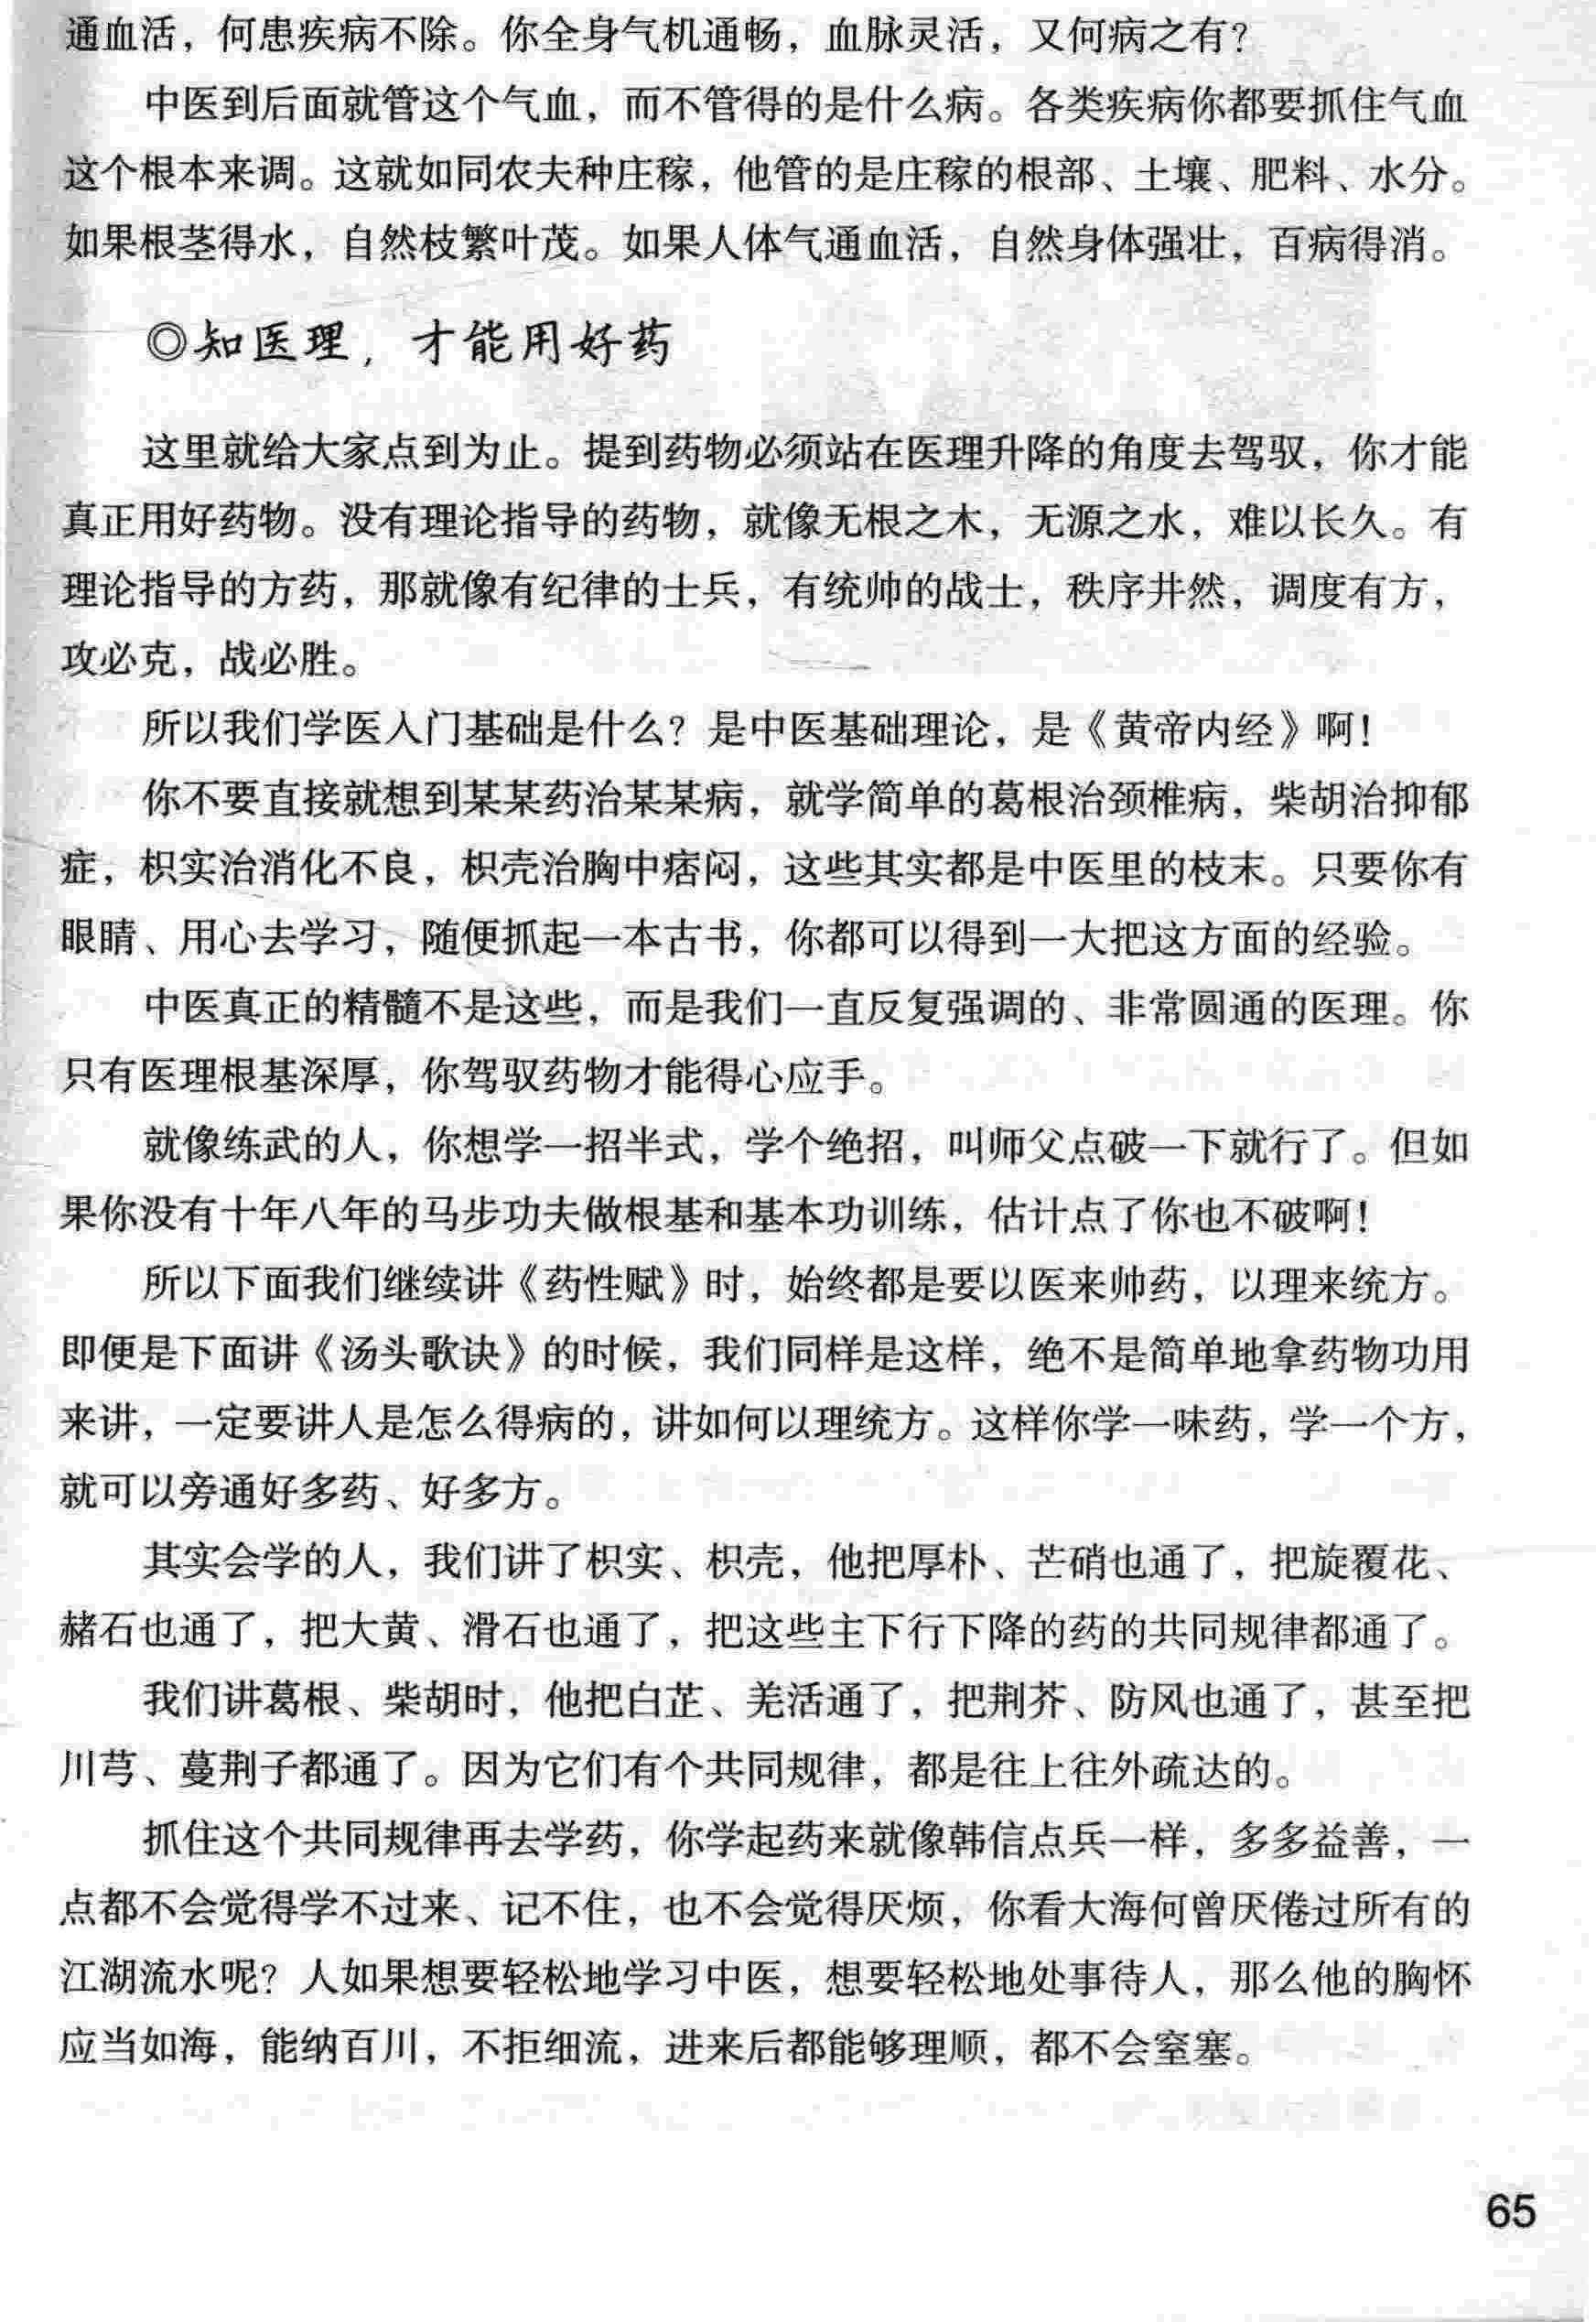 通血活，何患疾病不除。你全身气机通畅，血脉灵活，又何病之有？
中医到后面就管这个气血，而不管得的是什么病。各类疾病你都要抓住气血
这个根本来调。这就如同农夫种庄稼，他管的是庄稼的根部、土壤、肥料、水分。
如果根茎得水，自然枝繁叶茂。如果人体气通血活，自然身体强壮，百病得消。
◎知医理，才能用好药
这里就给大家点到为止。提到药物必须站在医理升降的角度去驾驭，你才能
真正用好药物。没有理论指导的药物，就像无根之木，无源之水，难以长久。有
理论指导的方药，那就像有纪律的士兵，有统帅的战士，秩序井然，调度有方，
攻必克，战必胜。
所以我们学医入门基础是什么？是中医基础理论，是《黄帝内经》啊！
你不要直接就想到某某药治某某病，就学简单的葛根治颈椎病，柴胡治抑郁
症，枳实治消化不良，枳壳治胸中痞闷，这些其实都是中医里的枝末。只要你有
眼睛、用心去学习，随便抓起一本古书，你都可以得到一大把这方面的经验。
中医真正的精髓不是这些，而是我们一直反复强调的、非常圆通的医理。你
只有医理根基深厚，你驾驭药物才能得心应手。
就像练武的人，你想学一招半式，学个绝招，叫师父点破一下就行了。但如
果你没有十年八年的马步功夫做根基和基本功训练，估计点了你也不破啊！
所以下面我们继续讲《药性赋》时，始终都是要以医来帅药，以理来统方。
即便是下面讲《汤头歌诀》的时候，我们同样是这样，绝不是简单地拿药物功用
来讲，一定要讲人是怎么得病的，讲如何以理统方。这样你学一味药，学一个方，
就可以旁通好多药、好多方。
其实会学的人，我们讲了枳实、枳壳，他把厚朴、芒硝也通了，把旋覆花、
赭石也通了，把大黄、滑石也通了，把这些主下行下降的药的共同规律都通了。
我们讲葛根、柴胡时，他把白芷、羌活通了，把荆芥、防风也通了，甚至把
川芎、蔓荆子都通了。因为它们有个共同规律，都是往上往外疏达的。
抓住这个共同规律再去学药，你学起药来就像韩信点兵一样，多多益善，一
点都不会觉得学不过来、记不住，也不会觉得厌烦，你看大海何曾厌倦过所有的
江湖流水呢？人如果想要轻松地学习中医，想要轻松地处事待人，那么他的胸怀
应当如海，能纳百川，不拒细流，进来后都能够理顺，都不会窒塞。
65